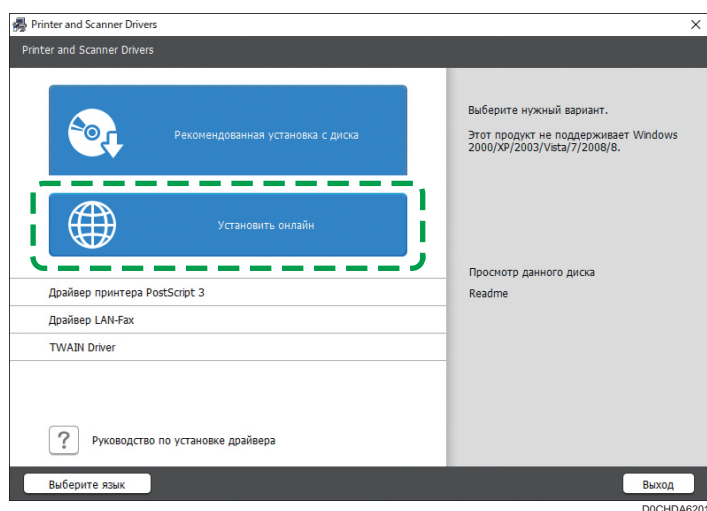 Printer and Scanner Drivers
Printer and Scanner Drivers
Рекомендованная установка с диска
Установить онлайн
Драйвер принтера PostScript 3
Драйвер LAN-Fax
TWAIN Driver
? Руководство по установке драйвера
Выберите нужный вариант.
Этот продукт не поддерживает Windows
2000/XP/2003/Vista/7/2008/8.
Просмотр данного диска
Readme
Выберите язык
Выход
D0CHDA6201